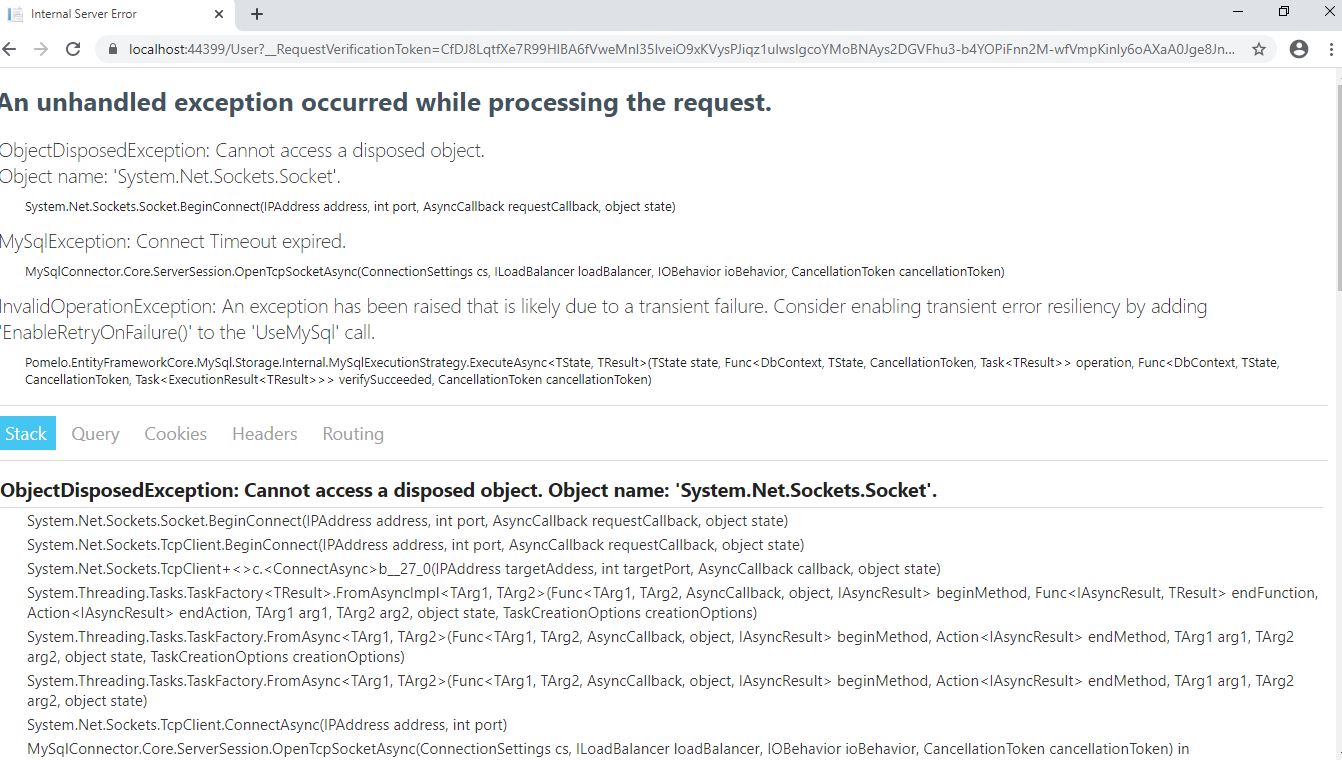 Internal Server Error
localhost:44399/User?__RequestVerificationToken=
An unhandled exception occurred while processing the request.
ObjectDisposedException: Cannot access a disposed object.
Object name: 'System.Net.Sockets.Socket'.
System.Net.Sockets.Socket.BeginConnect(IPAddress address, int port, AsyncCallback requestCallback, object state)
MySqlException: Connect Timeout expired.
MySqlConnector.Core.ServerSession.OpenTcpSocketAsync(ConnectionSettings cs, ILoadBalancer loadBalancer, IOBehavior ioBehavior, CancellationToken cancellationToken)
InvalidOperationException: An exception has been raised that is likely due to a transient failure. Consider enabling transient error resiliency by adding
'EnableRetryOnFailure()' to the 'UseMySql' call.
Pomelo.EntityFrameworkCore.MySql.Storage.Internal.MySqlExecutionStrategy.ExecuteAsync<TState, TResult>(TState state, Func<DbContext, TState, CancellationToken, Task<TResult>> operation, Func<DbContext, TState,
CancellationToken, Task<ExecutionResult<TResult>>> verifySucceeded, CancellationToken cancellationToken)
Stack Query Cookies Headers Routing
ObjectDisposedException: Cannot access a disposed object. Object name: 'System.Net.Sockets.Socket'.
System.Net.Sockets.Socket.BeginConnect(IPAddress address, int port, AsyncCallback requestCallback, object state)
System.Net.Sockets.TcpClient.BeginConnect(IPAddress address, int port, AsyncCallback requestCallback, object state)
System.Net.Sockets.TcpClient+<>c.<ConnectAsync>b__27_0(IPAddress targetAddess, int targetPort, AsyncCallback callback, object state)
System.Threading.Tasks.TaskFactory<TResult>.FromAsyncImpl<TArg1, TArg2>(Func<TArg1, TArg2, AsyncCallback, object, IAsyncResult> beginMethod, Func<IAsyncResult, TResult> endFunction,
Action<IAsyncResult> endAction, TArg1 arg1, TArg2 arg2, object state, TaskCreationOptions creationOptions)
System.Threading.Tasks.TaskFactory.FromAsync<TArg1, TArg2>(Func<TArg1, TArg2, AsyncCallback, object, IAsyncResult> beginMethod, Action<IAsyncResult> endMethod, TArg1 arg1, TArg2
arg2, object state, TaskCreationOptions creationOptions)
System.Threading.Tasks.TaskFactory.FromAsync<TArg1, TArg2>(Func<TArg1, TArg2, AsyncCallback, object, IAsyncResult> beginMethod, Action<IAsyncResult> endMethod, TArg1 arg1, TArg2
arg2, object state)
System.Net.Sockets.TcpClient.ConnectAsync(IPAddress address, int port)
MySqlConnector.Core.ServerSession.OpenTcpSocketAsync(ConnectionSettings cs, ILoadBalancer loadBalancer, IOBehavior ioBehavior, CancellationToken cancellationToken) in